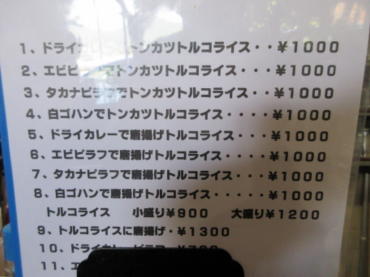 1、ドライカレーでトンカツトルコライス・・¥1000
2、エビピラフでトンカツトルコライス・・¥1000
3、タカナピラフでトンカツトルコライス・¥1000
4、白ゴハンでトンカツトルコライス・・・¥1000
5、ドライカレーで唐揚げトルコライス・・¥1000
6、エビピラフで唐揚げトルコライス・・・・¥1000
7、タカナピラフで唐揚げトルコライス・・¥1000
8、白ゴハンで唐揚げトルコライス・・・・・¥1000
トルコライス 小盛り¥900 大盛り¥1200
9、トルコライスに唐揚げ・¥1300
10、ドライカレー
11、エ